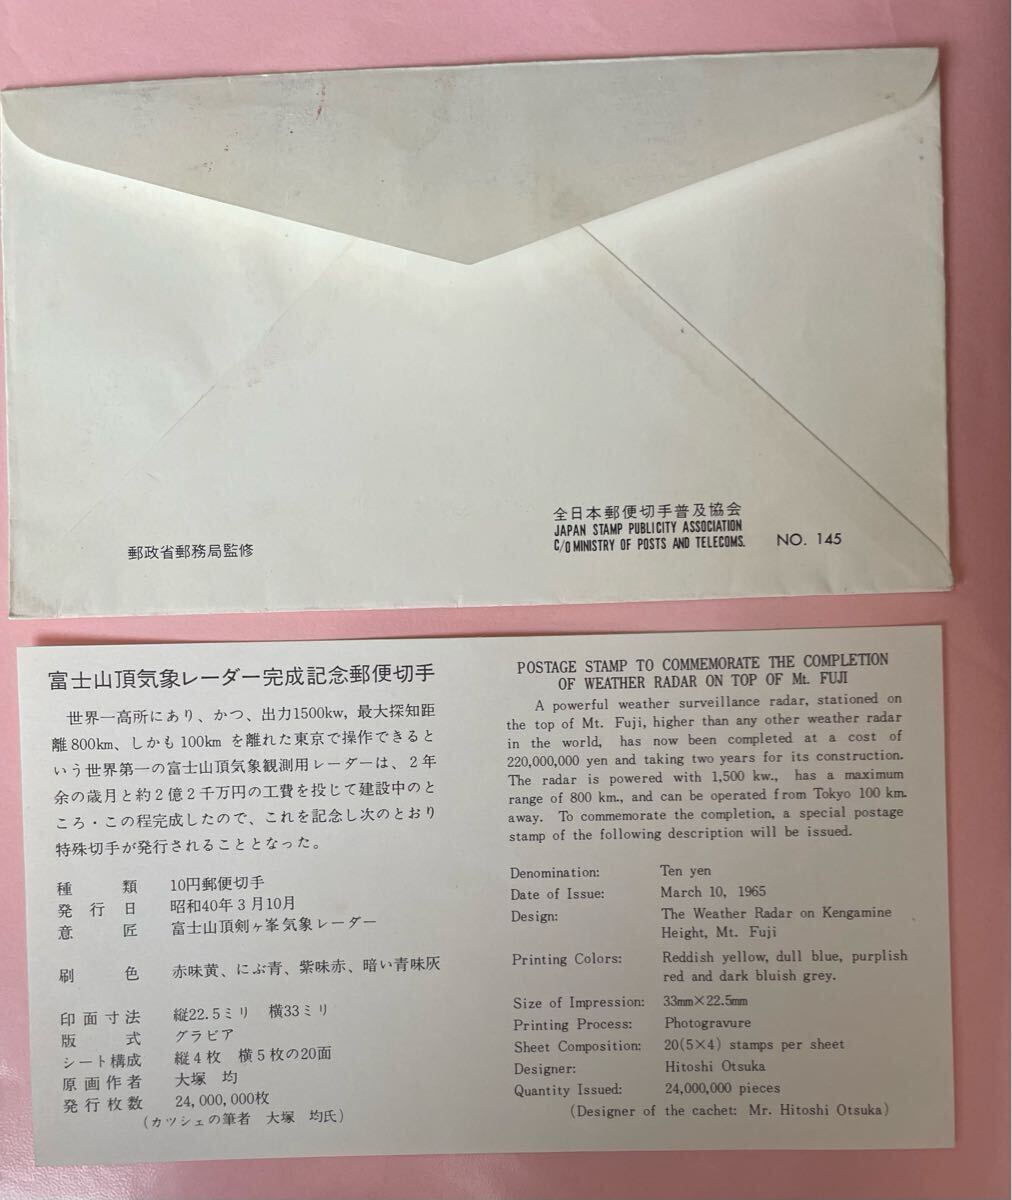 郵政省郵務局監修
全日本郵便切手普及協会
JAPAN STAMP PUBLICITY ASSOCIATION
C/O MINISTRY OF POSTS AND TELECOMS.
NO. 145
富士山頂気象レーダー完成記念郵便切手
世界一高所にあり、かつ、出力1500kw, 最大探知距
離800km、しかも100km を離れた東京で操作できると
いう世界第一の富士山頂気象観測用レーダーは、2年
余の歳月と約2億2千万円の工費を投じて建設中のと
ころ・この程完成したので、これを記念し次のとおり
特殊切手が発行されることとなった。
種類 10円郵便切手
発行日 昭和40年3月10月
意匠 富士山頂剣ヶ峯気象レーダー
刷色 赤味黄、にぶ青、紫味赤、暗い青味灰
印面寸法 縦22.5ミリ 横33ミリ
版式 グラビア
シート構成 縦4枚 横5枚の20面
原画作者 大塚 均
発行枚数 24,000,000枚
(カツシェの筆者 大塚 均氏)
POSTAGE STAMP TO COMMEMORATE THE COMPLETION
OF WEATHER RADAR ON TOP OF Mt. FUJI
A powerful weather surveillance radar, stationed on
the top of Mt. Fuji, higher than any other weather radar
in the world, has now been completed at a cost of
220,000,000 yen and taking two years for its construction.
The radar is powered with 1,500 kw., has a maximum
range of 800 km., and can be operated from Tokyo 100 km.
away. To commemorate the completion, a special postage
stamp of the following description will be issued.
Denomination: Ten yen
Date of Issue: March 10, 1965
Design: The Weather Radar on Kengamine
Height, Mt. Fuji
Printing Colors: Reddish yellow, dull blue, purplish
red and dark bluish grey.
Size of Impression: 33mm×22.5mm
Printing Process: Photogravure
Sheet Composition: 20(5×4) stamps per sheet
Designer: Hitoshi Otsuka
Quantity Issued: 24,000,000 pieces
(Designer of the cachet: Mr. Hitoshi Otsuka)